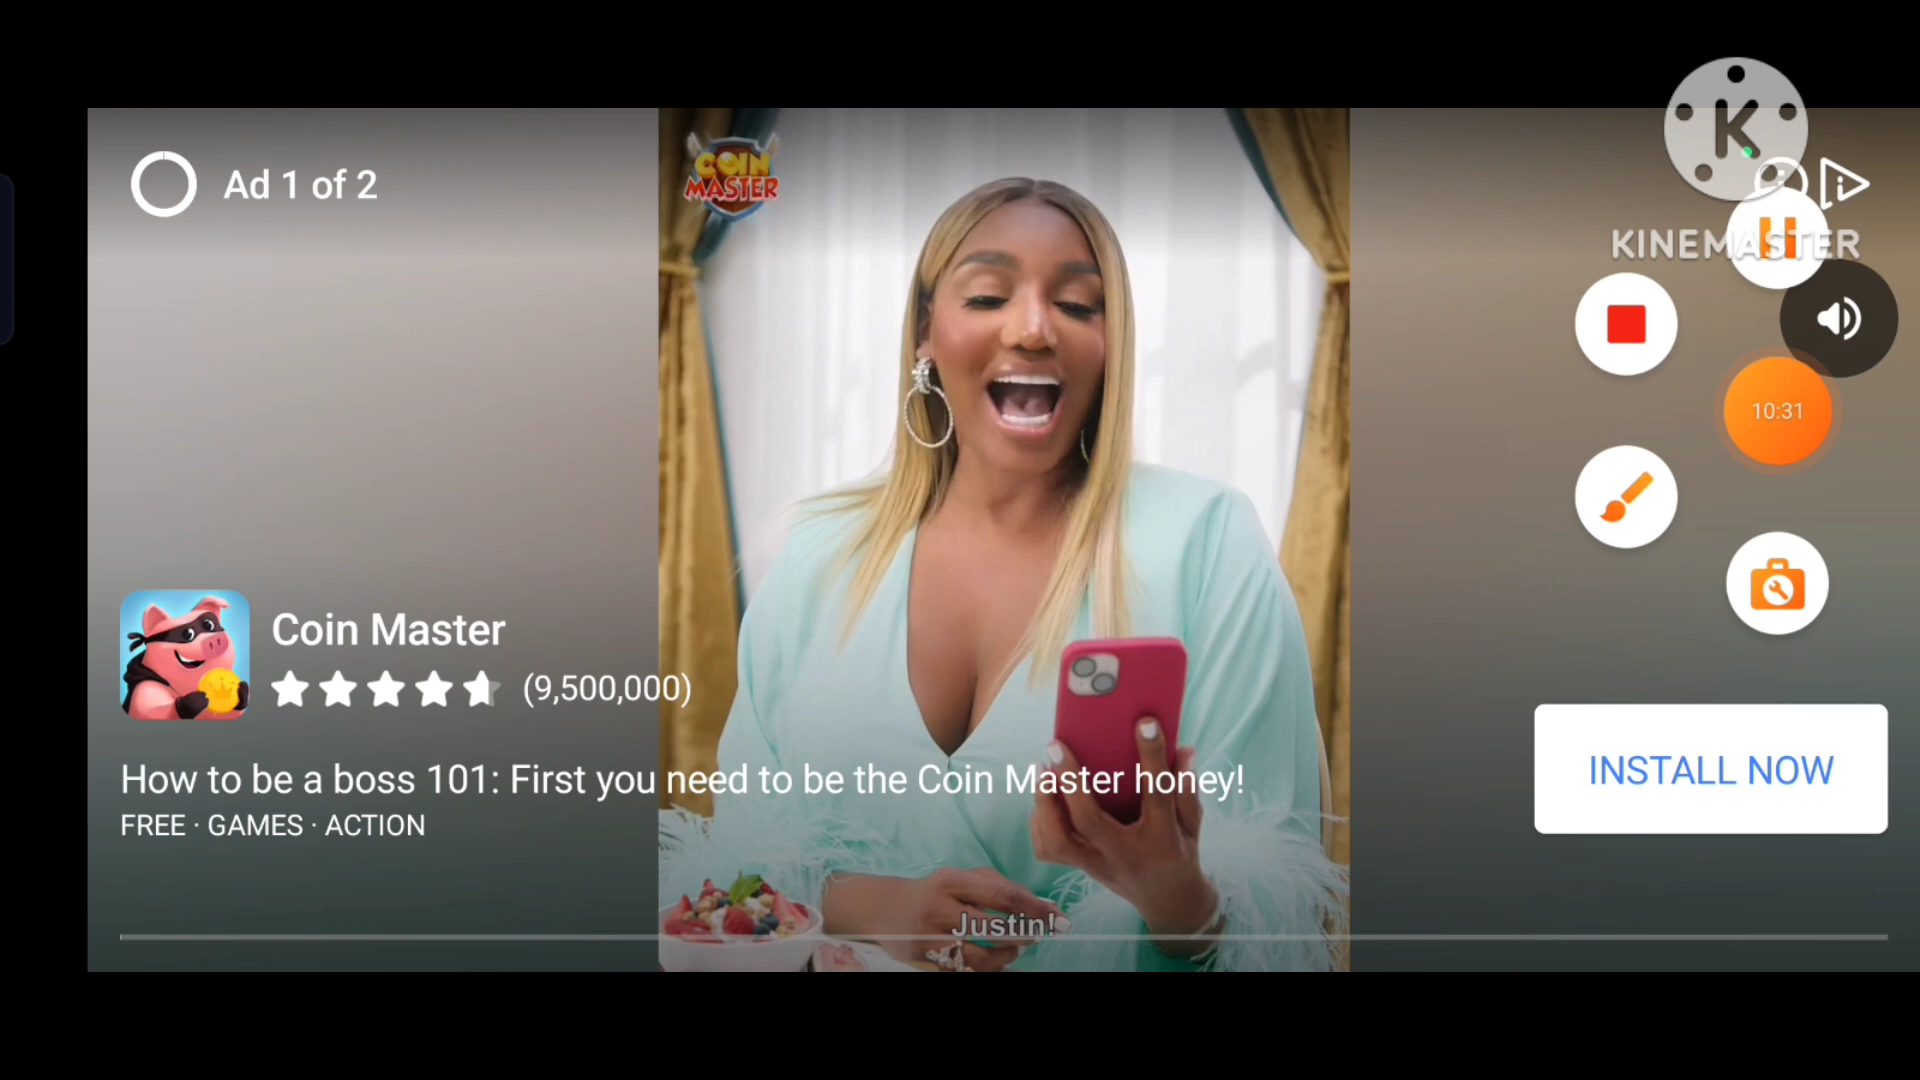 Ad 1 of 2
COIN
MASTER
K
KINEMASTER
10:31
Coin Master
(9,500,000)
How to be a boss 101: First you need to be the Coin Master honey!
FREE · GAMES · ACTION
INSTALL NOW
Justin!